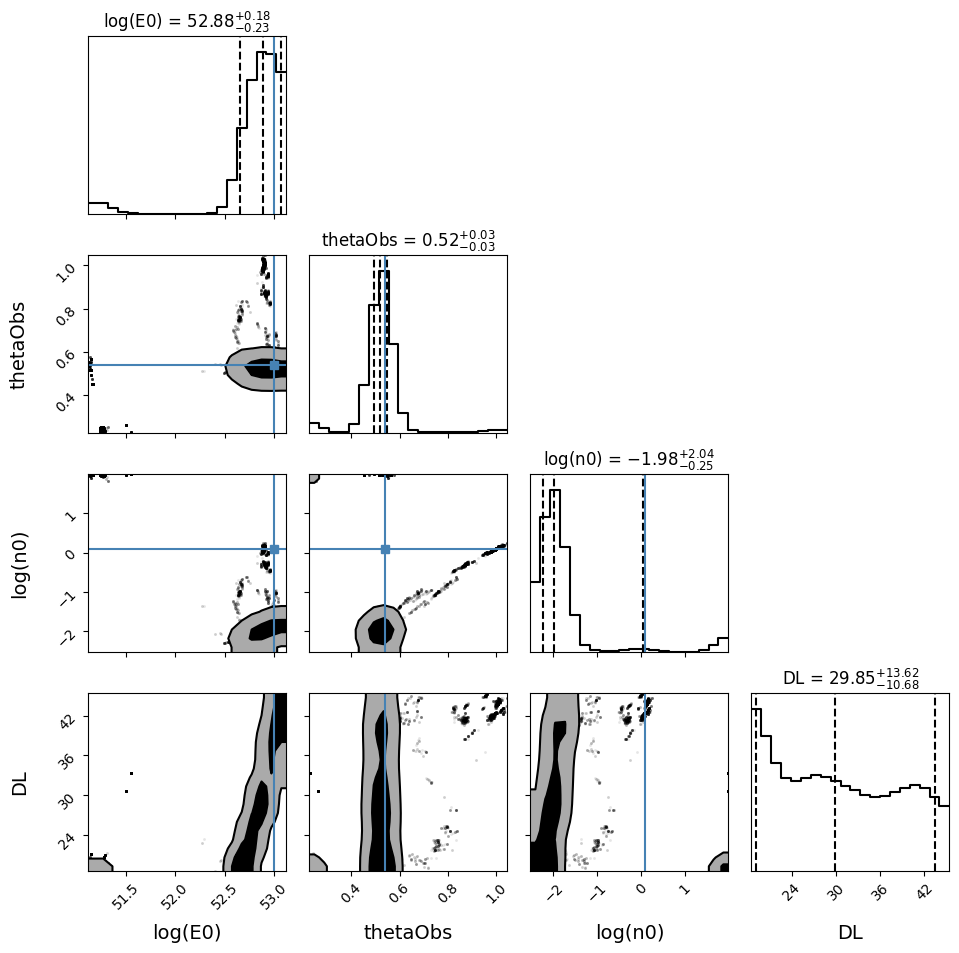 log(E0) = 52.88 +0.18 −0.23
thetaObs = 0.52 +0.03 −0.03
1.0
0.8
0.6
0.4
thetaObs
log(n0) = −1.98 +2.04 −0.25
1
0
−1
−2
log(n0)
DL = 29.85 +13.62 −10.68
42
36
30
24
DL
51.5 52.0 52.5 53.0 0.4 0.6 0.8 1.0 −2 −1 0 1 24 30 36 42
log(E0) thetaObs log(n0) DL